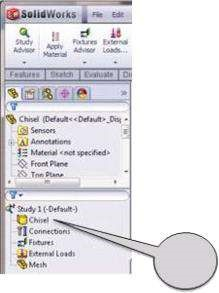 SolidWorks File Edit
Study Advisor Apply Material Fixtures Advisor External Loads...
Features Sketch Evaluate Di
Chisel (Default<<Default>_Disp
Sensors
Annotations
Material <not specified>
Front Plane
Top Plane
Study 1 (-Default-)
Chisel
Connections
Fixtures
External Loads
Mesh